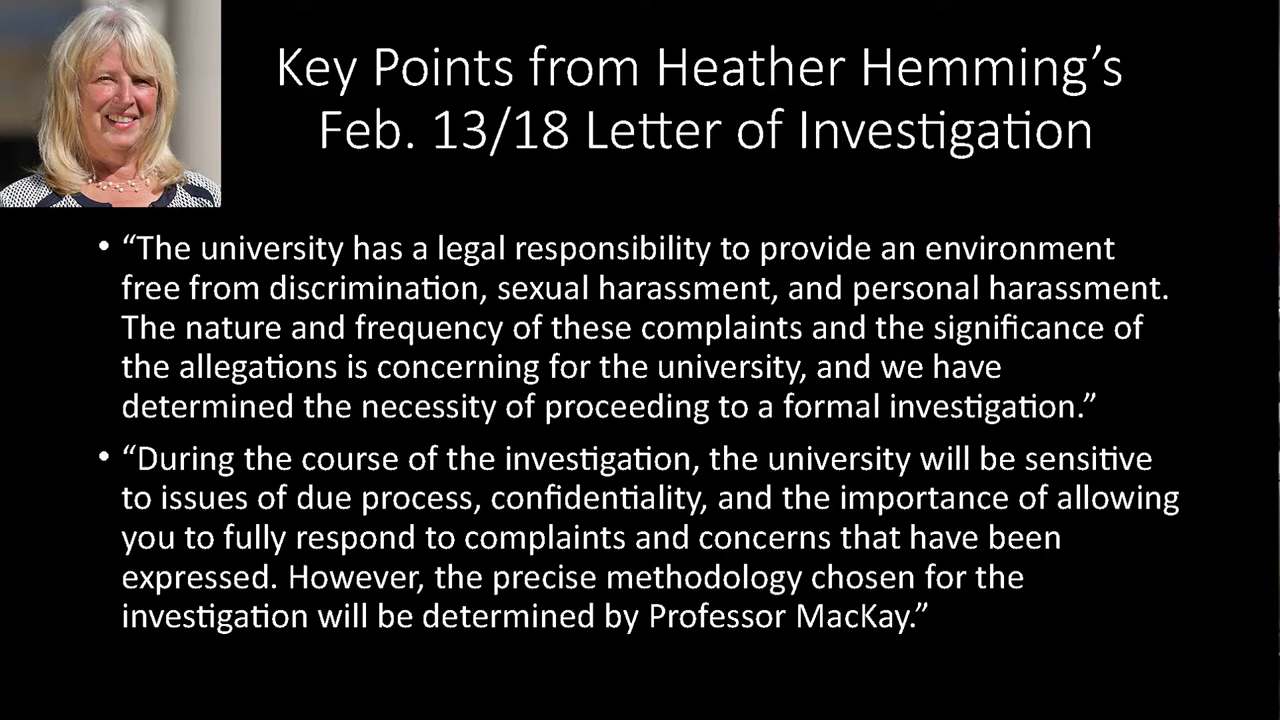 Key Points from Heather Hemming’s
Feb. 13/18 Letter of Investigation
• “The university has a legal responsibility to provide an environment
free from discrimination, sexual harassment, and personal harassment.
The nature and frequency of these complaints and the significance of
the allegations is concerning for the university, and we have
determined the necessity of proceeding to a formal investigation.”
• “During the course of the investigation, the university will be sensitive
to issues of due process, confidentiality, and the importance of allowing
you to fully respond to complaints and concerns that have been
expressed. However, the precise methodology chosen for the
investigation will be determined by Professor MacKay.”